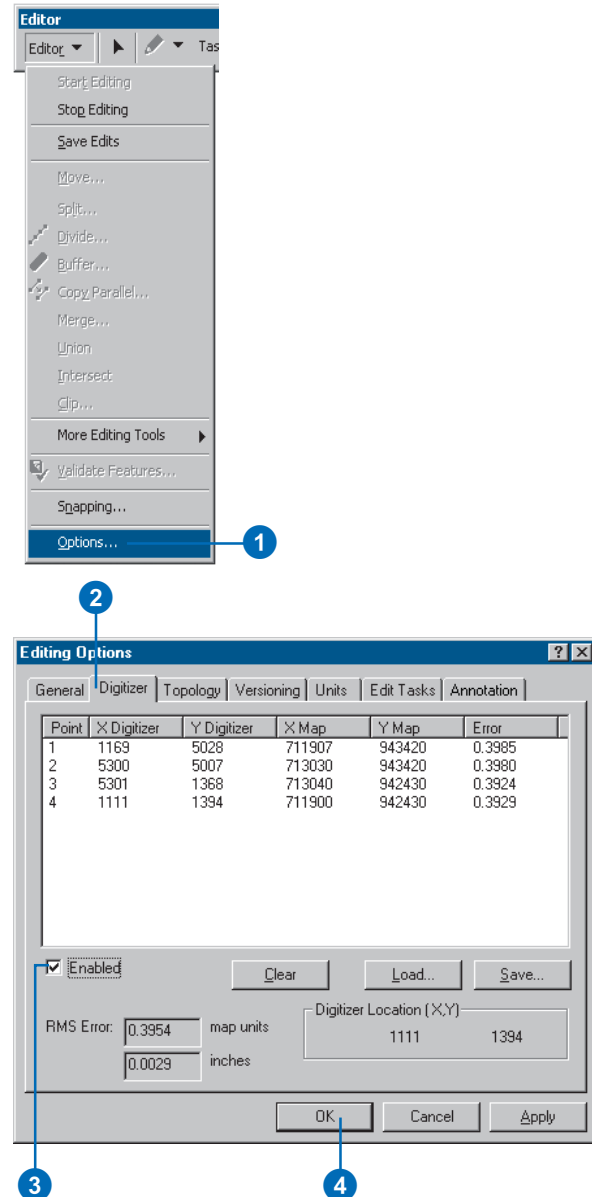 Editor
Editor Tas
Start Editing
Stop Editing
Save Edits
Move...
Split...
Divide...
Buffer...
Copy Parallel...
Merge...
Union
Intersect
Clip...
More Editing Tools
Validate Features...
Snapping...
Options... 1
2
Editing Options ? ×
General Digitizer Topology Versioning Units Edit Tasks Annotation
Point X Digitizer Y Digitizer X Map Y Map Error
1 1169 5028 711907 943420 0.3985
2 5300 5007 713030 943420 0.3980
3 5301 1368 713040 942430 0.3924
4 1111 1394 711900 942430 0.3929
Enabled Clear Load... Save...
Digitizer Location (X,Y)
RMS Error: 0.3954 map units 1111 1394
0.0029 inches
OK Cancel Apply
3 4